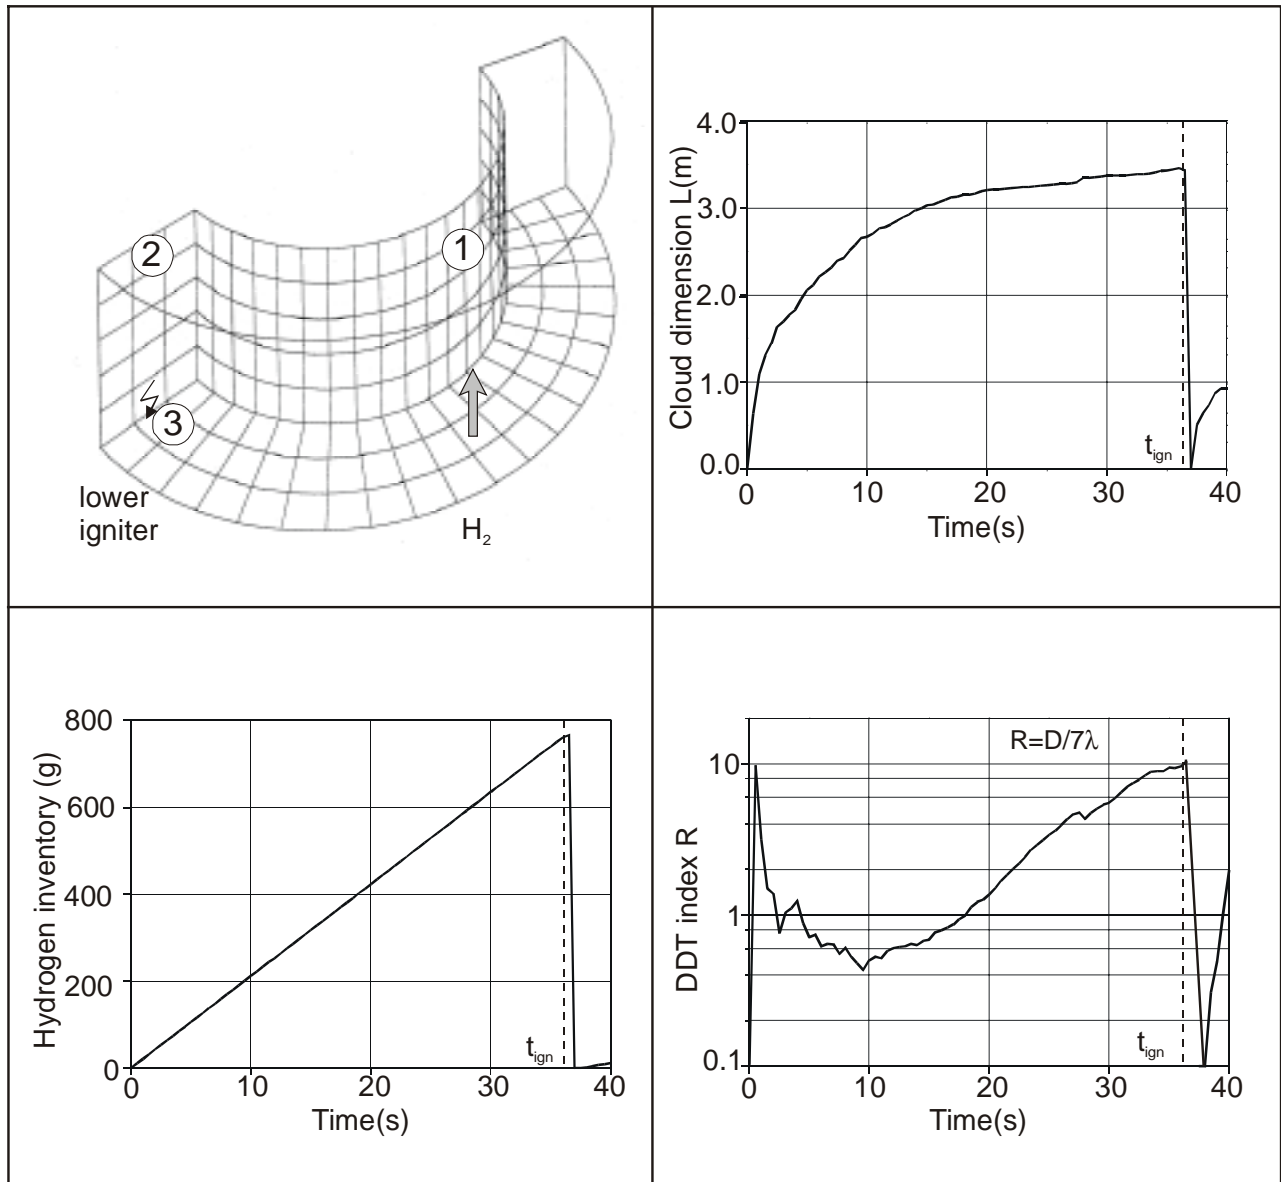 2
1
3
lower
igniter
H₂
Cloud dimension L(m)
4.0
3.0
2.0
1.0
0.0
t_ign
0 10 20 30 40
Time(s)
Hydrogen inventory (g)
800
600
400
200
0
t_ign
0 10 20 30 40
Time(s)
DDT index R
R=D/7λ
10
1
0.1
t_ign
0 10 20 30 40
Time(s)